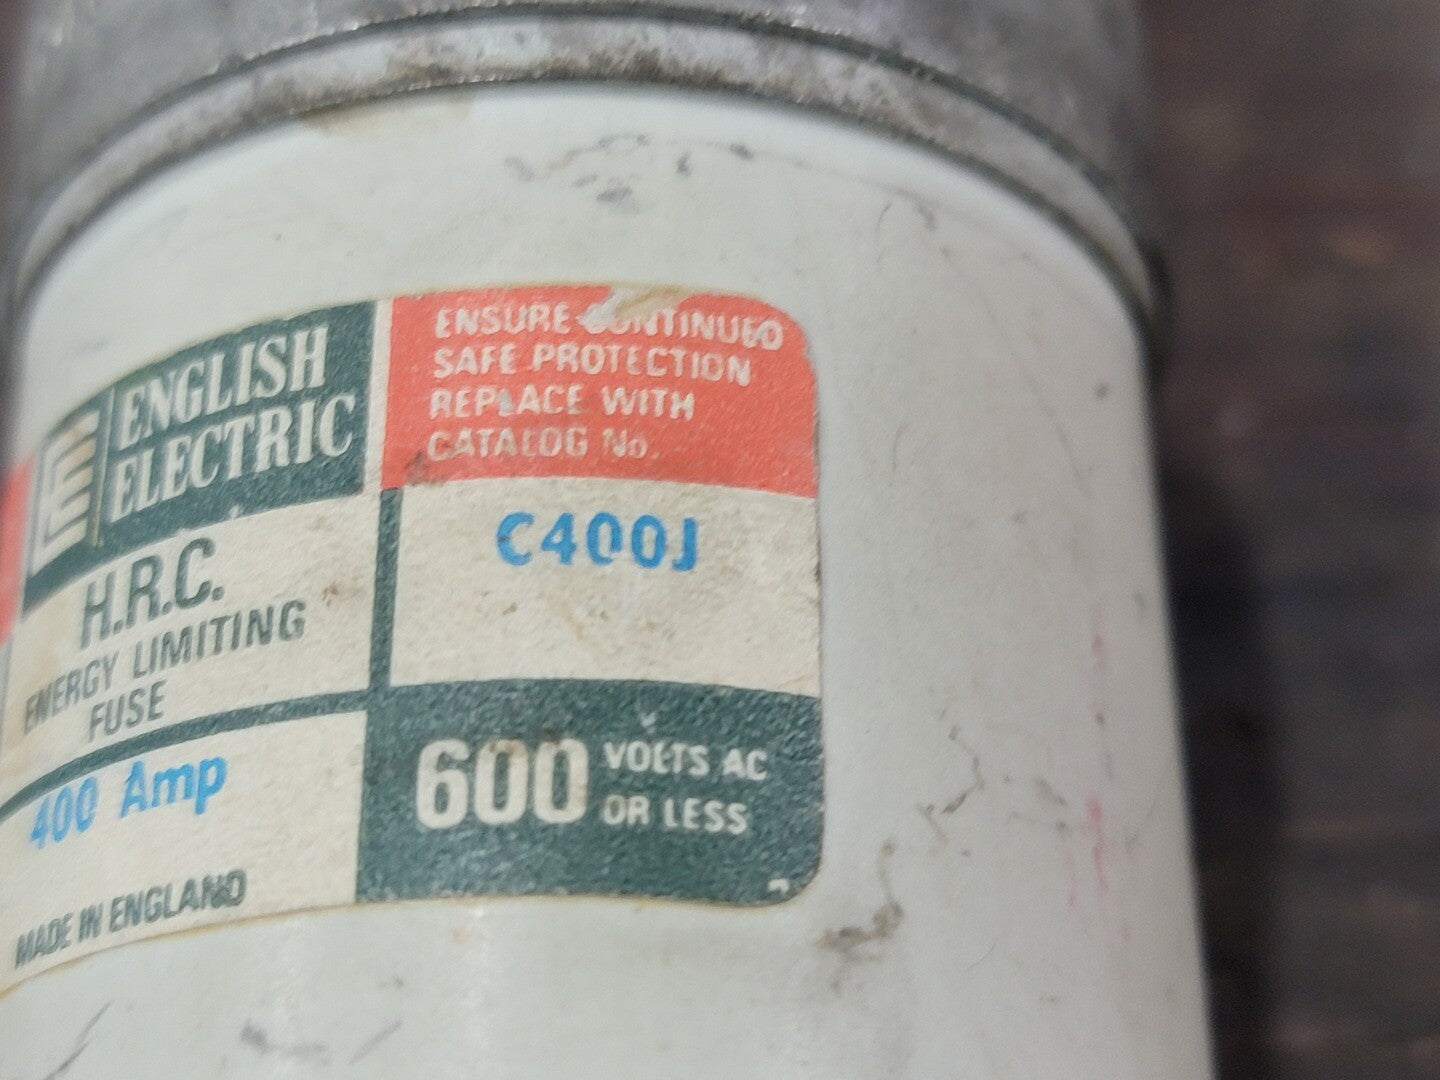 ENGLISH
ELECTRIC
H.R.C.
ENERGY LIMITING
FUSE
400 Amp
MADE IN ENGLAND
ENSURE CONTINUED
SAFE PROTECTION
REPLACE WITH
CATALOG No.
C400J
600 VOLTS AC
OR LESS